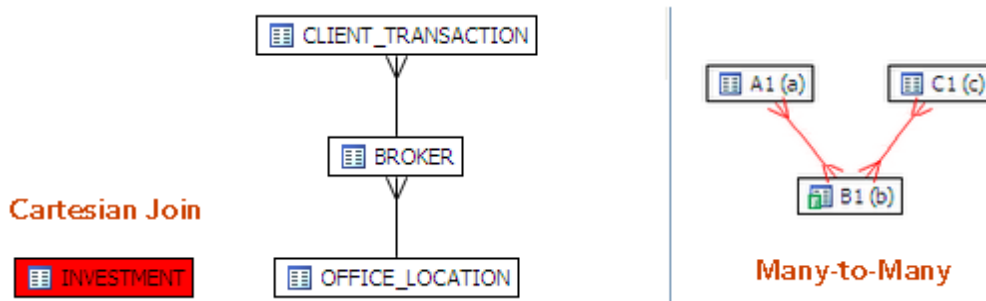 CLIENT_TRANSACTION
BROKER
Cartesian Join
INVESTMENT
OFFICE_LOCATION
A1 (a)
C1 (c)
B1 (b)
Many-to-Many